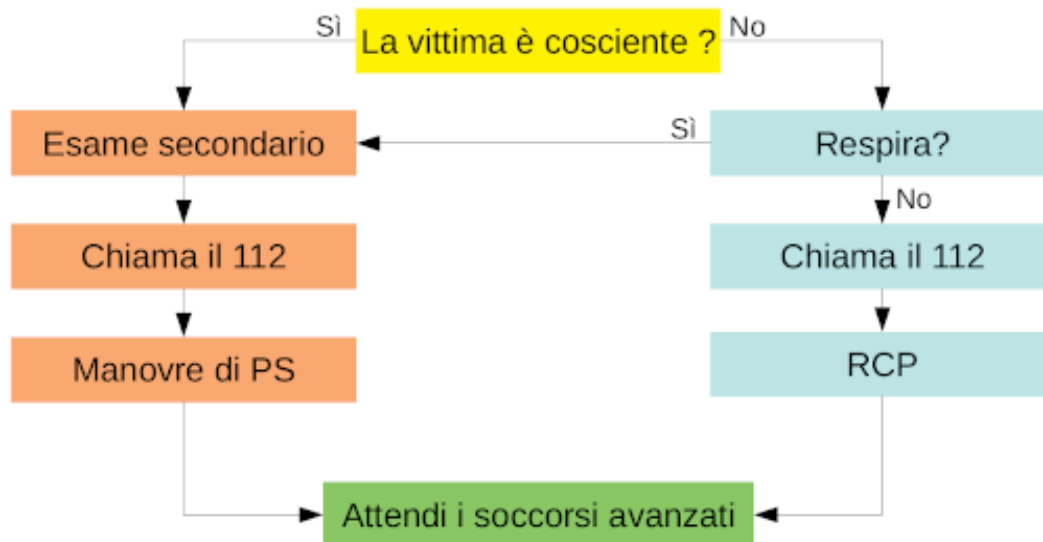 Sì
La vittima è cosciente ?
No
Esame secondario
Sì
Respira?
No
Chiama il 112
Chiama il 112
Manovre di PS
RCP
Attendi i soccorsi avanzati